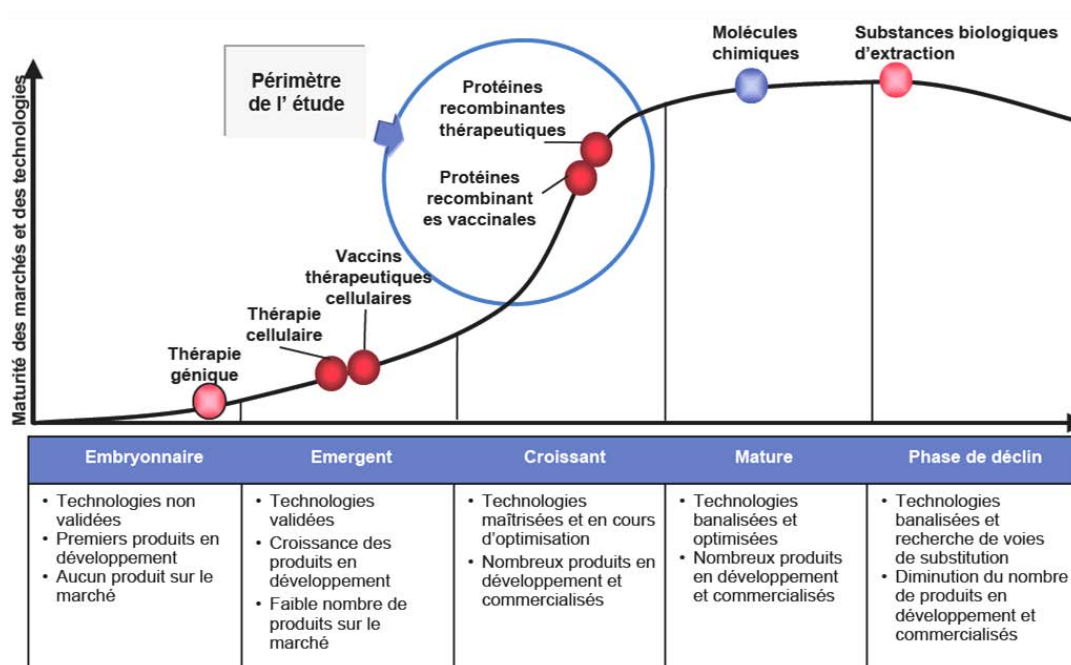 Maturité des marchés et des technologies
Périmètre
de l’ étude
Molécules
chimiques
Substances biologiques
d’extraction
Protéines
recombinantes
thérapeutiques
Protéines
recombinant
es vaccinales
Vaccins
thérapeutiques
cellulaires
Thérapie
cellulaire
Thérapie
génique
Embryonnaire
• Technologies non
validées
• Premiers produits en
développement
• Aucun produit sur le
marché
Emergent
• Technologies
validées
• Croissance des
produits en
développement
• Faible nombre de
produits sur le
marché
Croissant
• Technologies
maîtrisées et en cours
d’optimisation
• Nombreux produits en
développement et
commercialisés
Mature
• Technologies
banalisées et
optimisées
• Nombreux produits
en développement
et commercialisés
Phase de déclin
• Technologies
banalisées et
recherche de voies
de substitution
• Diminution du nombre
de produits en
développement et
commercialisés